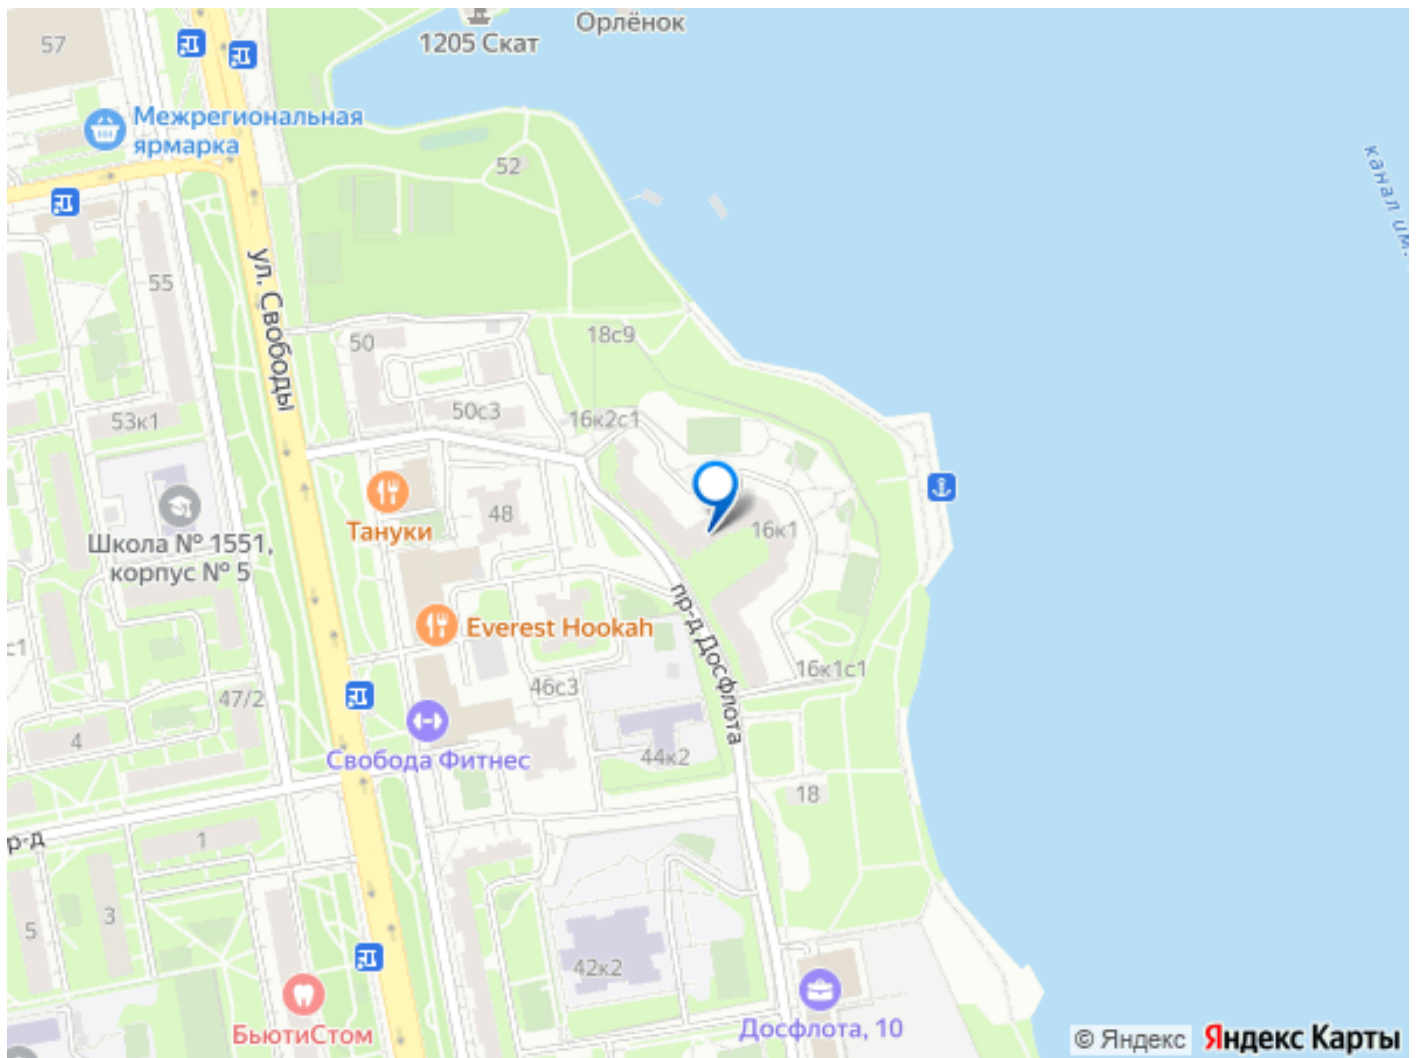 57
1205 Скат
Орлёнок
Межрегиональная
ярмарка
52
канал им.
ул. Свободы
55
50
18с9
50с3
16к2с1
53к1
Тануки
48
16к1
Школа № 1551,
корпус № 5
Everest Hookah
пр-д Досфлота
с1
47/2
46с3
16к1с1
4
Свобода Фитнес
44к2
18
р-д
1
3
5
42к2
БьютиСтом
Досфлота, 10
© Яндекс
Яндекс Карты